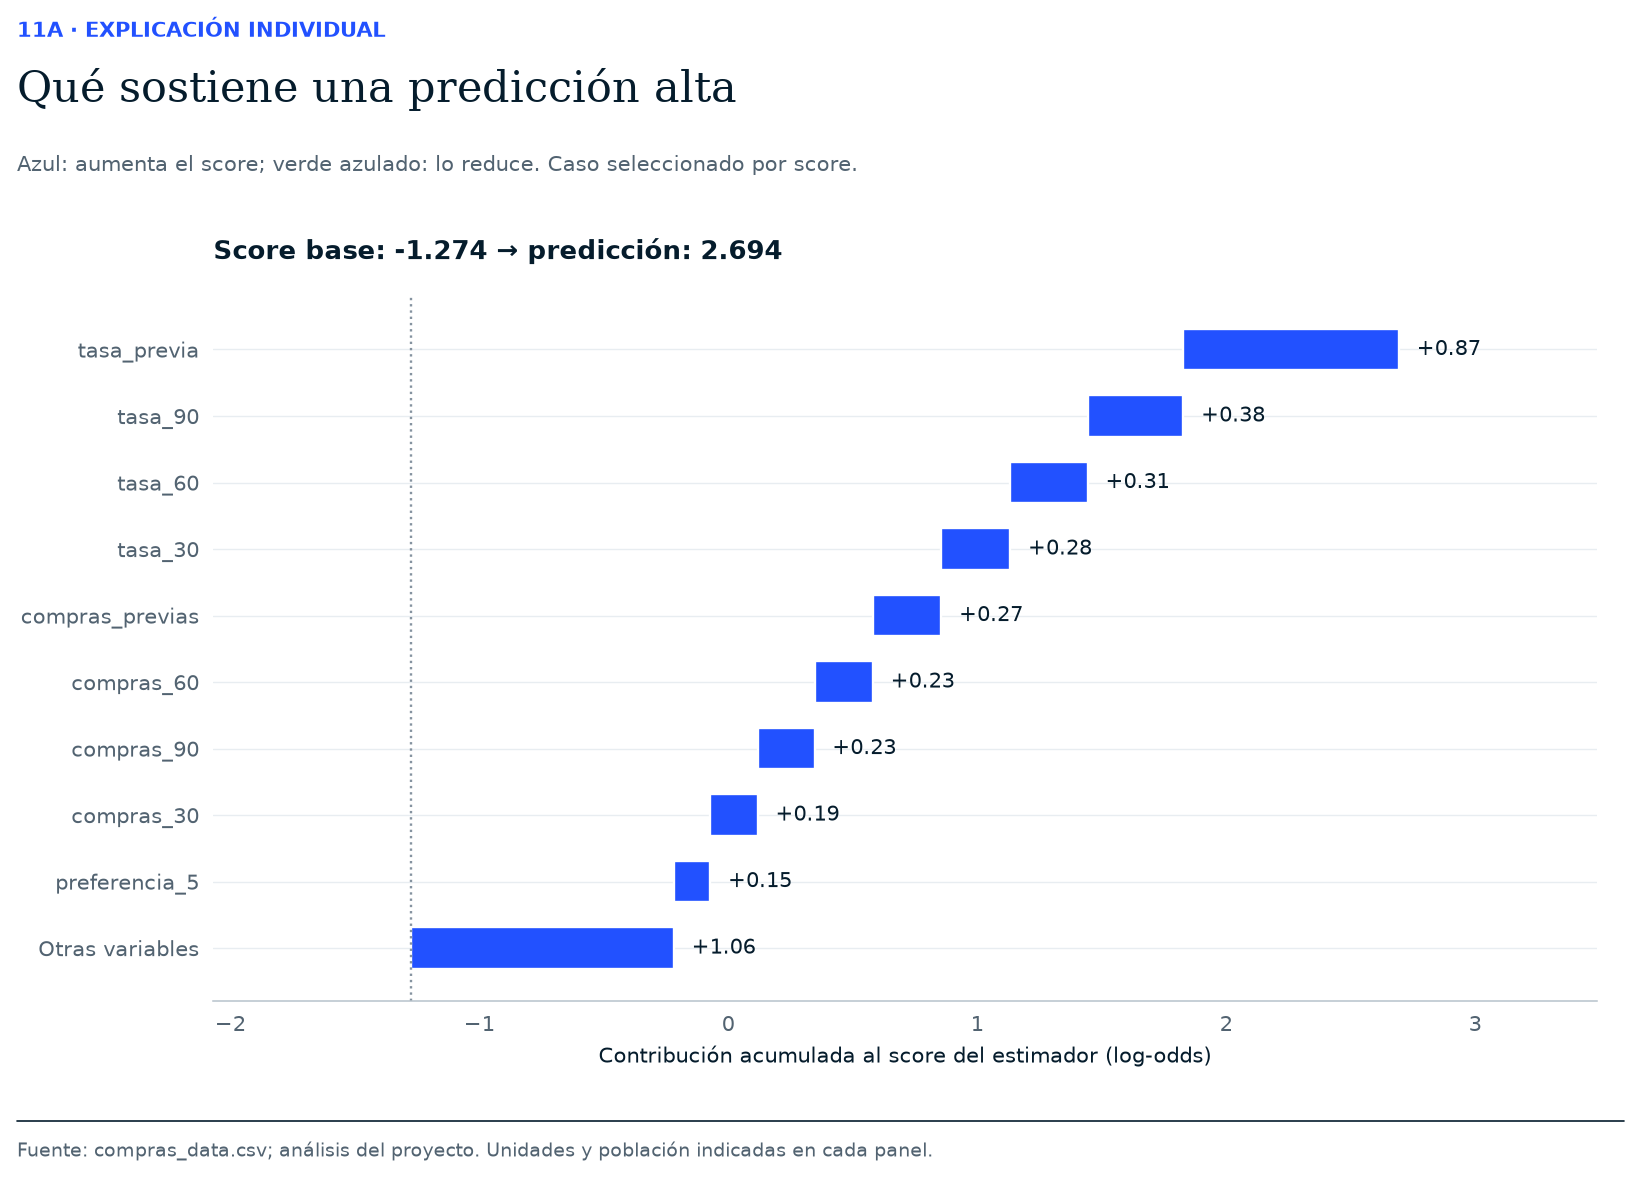 11A · EXPLICACIÓN INDIVIDUAL
Qué sostiene una predicción alta
Azul: aumenta el score; verde azulado: lo reduce. Caso seleccionado por score.
Score base: -1.274 → predicción: 2.694
tasa_previa +0.87
tasa_90 +0.38
tasa_60 +0.31
tasa_30 +0.28
compras_previas +0.27
compras_60 +0.23
compras_90 +0.23
compras_30 +0.19
preferencia_5 +0.15
Otras variables +1.06
−2 −1 0 1 2 3
Contribución acumulada al score del estimador (log-odds)
Fuente: compras_data.csv; análisis del proyecto. Unidades y población indicadas en cada panel.